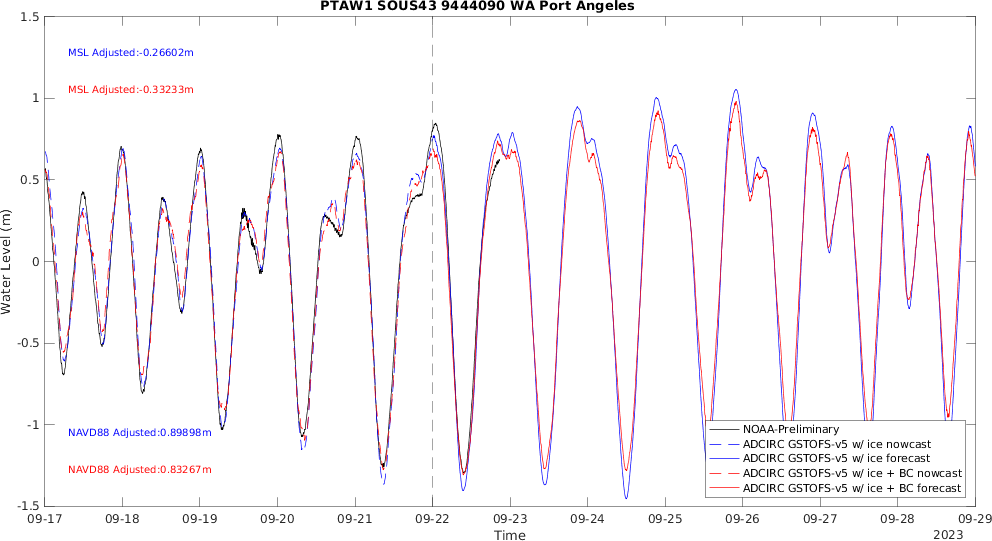 PTAW1 SOUS43 9444090 WA Port Angeles
1.5
MSL Adjusted:-0.26602m
MSL Adjusted:-0.33233m
1
0.5
0
-0.5
-1
-1.5
Water Level (m)
NAVD88 Adjusted:0.89898m
NAVD88 Adjusted:0.83267m
NOAA-Preliminary
ADCIRC GSTOFS-v5 w/ ice nowcast
ADCIRC GSTOFS-v5 w/ ice forecast
ADCIRC GSTOFS-v5 w/ ice + BC nowcast
ADCIRC GSTOFS-v5 w/ ice + BC forecast
09-17 09-18 09-19 09-20 09-21 09-22 09-23 09-24 09-25 09-26 09-27 09-28 09-29
Time
2023